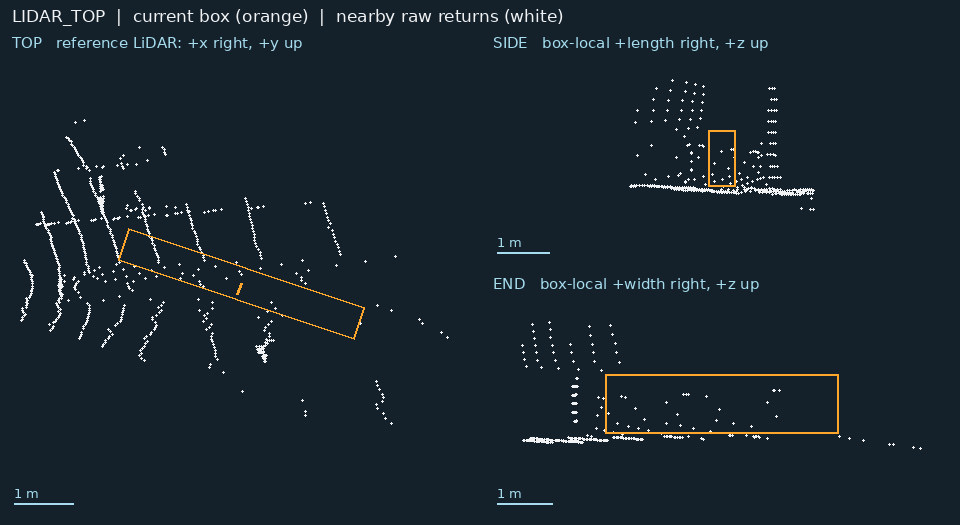 LIDAR_TOP | current box (orange) | nearby raw returns (white)
TOP reference LiDAR: +x right, +y up
SIDE box-local +length right, +z up
1 m
END box-local +width right, +z up
1 m
1 m